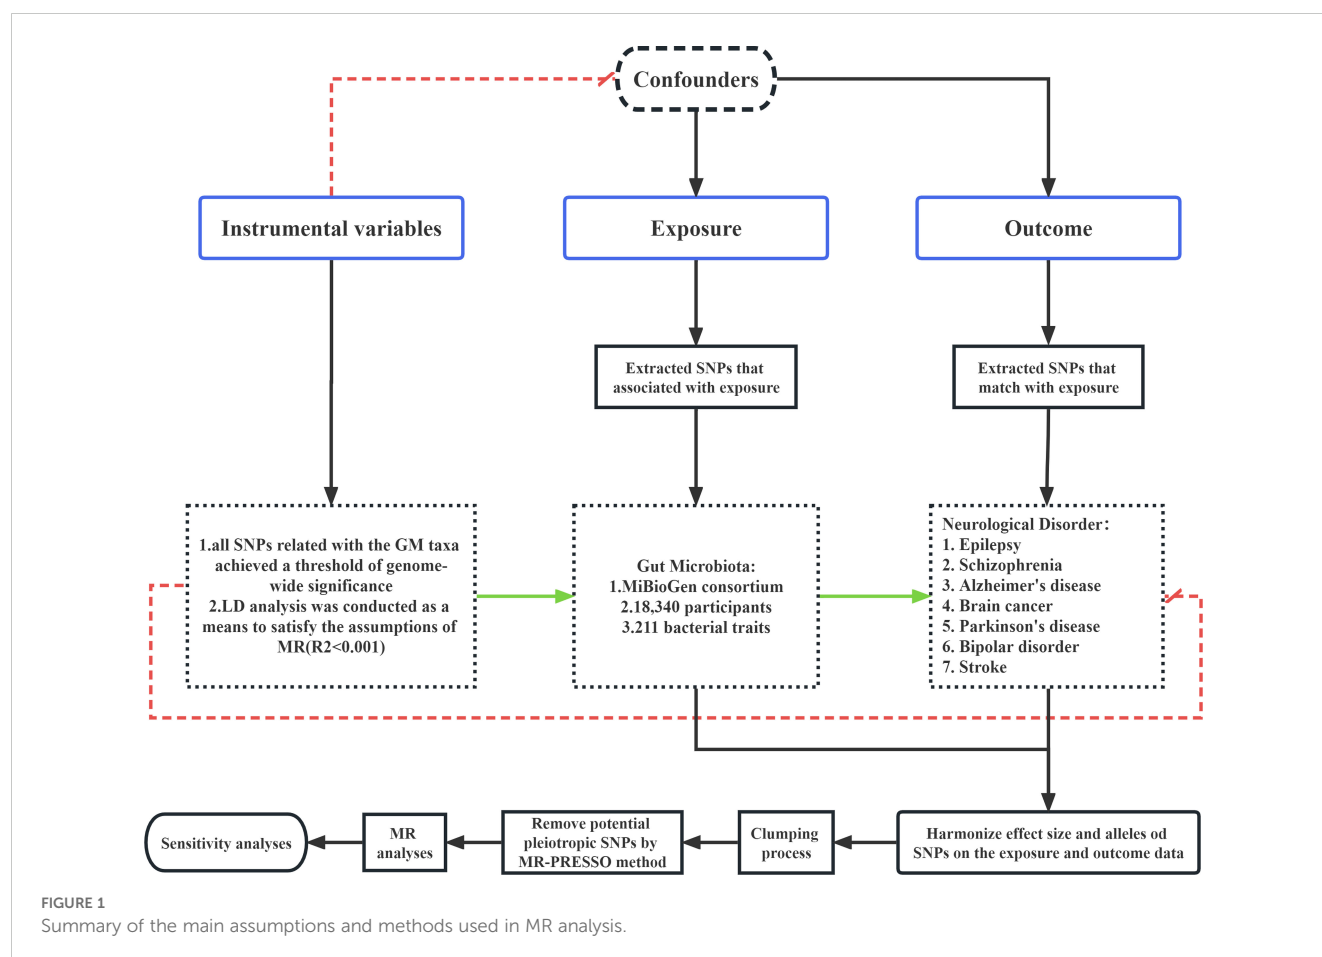 Confounders
Instrumental variables
Exposure
Outcome
Extracted SNPs that
associated with exposure
Extracted SNPs that
match with exposure
1.all SNPs related with the GM taxa
achieved a threshold of genome-
wide significance
2.LD analysis was conducted as a
means to satisfy the assumptions of
MR(R2<0.001)
Gut Microbiota:
1.MiBioGen consortium
2.18,340 participants
3.211 bacterial traits
Neurological Disorder:
1. Epilepsy
2. Schizophrenia
3. Alzheimer's disease
4. Brain cancer
5. Parkinson's disease
6. Bipolar disorder
7. Stroke
Sensitivity analyses
MR
analyses
Remove potential
pleiotropic SNPs by
MR-PRESSO method
Clumping
process
Harmonize effect size and alleles od
SNPs on the exposure and outcome data
FIGURE 1
Summary of the main assumptions and methods used in MR analysis.